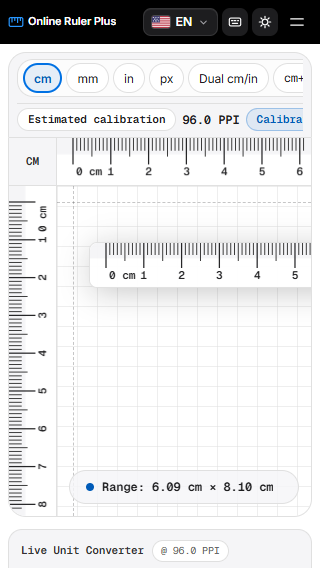 Online Ruler Plus
EN
cm
mm
in
px
Dual cm/in
cm+
Estimated calibration
96.0 PPI
Calibra
CM
0 cm 1 2 3 4 5 6
0 cm
1
2
3
4
5
6
7
8
0 cm 1 2 3 4 5
Range: 6.09 cm × 8.10 cm
Live Unit Converter
@ 96.0 PPI